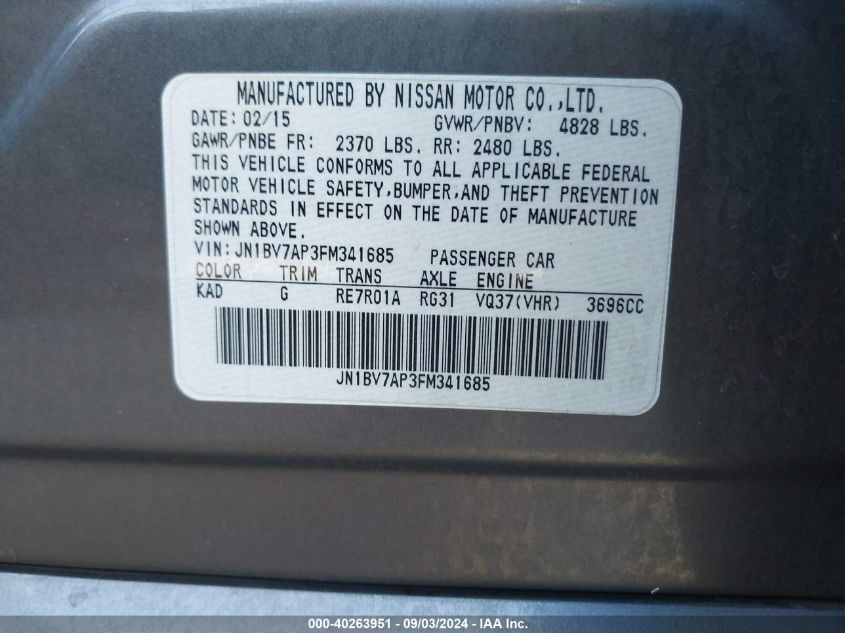 MANUFACTURED BY NISSAN MOTOR CO.,LTD.
DATE: 02/15 GVWR/PNBV: 4828 LBS.
GAWR/PNBE FR: 2370 LBS. RR: 2480 LBS.
THIS VEHICLE CONFORMS TO ALL APPLICABLE FEDERAL
MOTOR VEHICLE SAFETY,BUMPER,AND THEFT PREVENTION
STANDARDS IN EFFECT ON THE DATE OF MANUFACTURE
SHOWN ABOVE.
VIN:JN1BV7AP3FM341685 PASSENGER CAR
COLOR TRIM TRANS AXLE ENGINE
KAD G RE7R01A RG31 VQ37(VHR) 3696CC
JN1BV7AP3FM341685
000-40263951 - 09/03/2024 - IAA Inc.